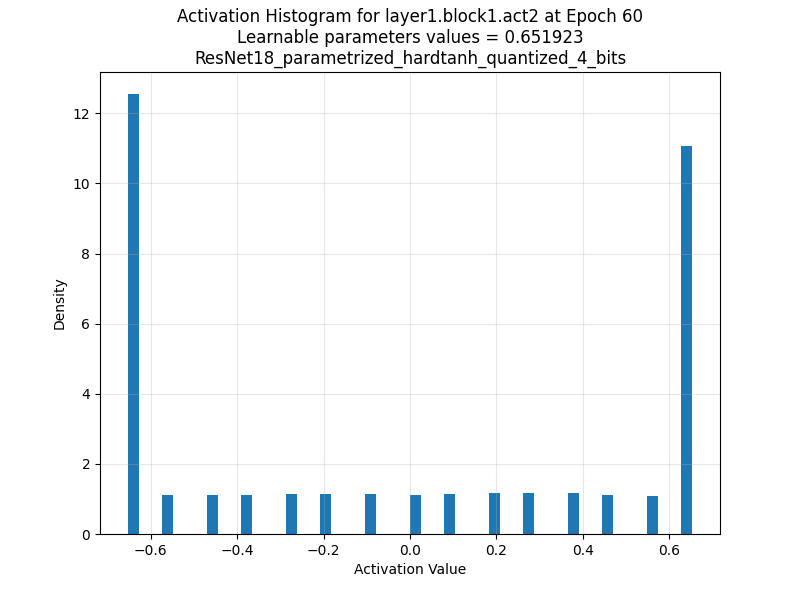 Activation Histogram for layer1.block1.act2 at Epoch 60
Learnable parameters values = 0.651923
ResNet18_parametrized_hardtanh_quantized_4_bits
Density
12
10
8
6
4
2
0
−0.6 −0.4 −0.2 0.0 0.2 0.4 0.6
Activation Value